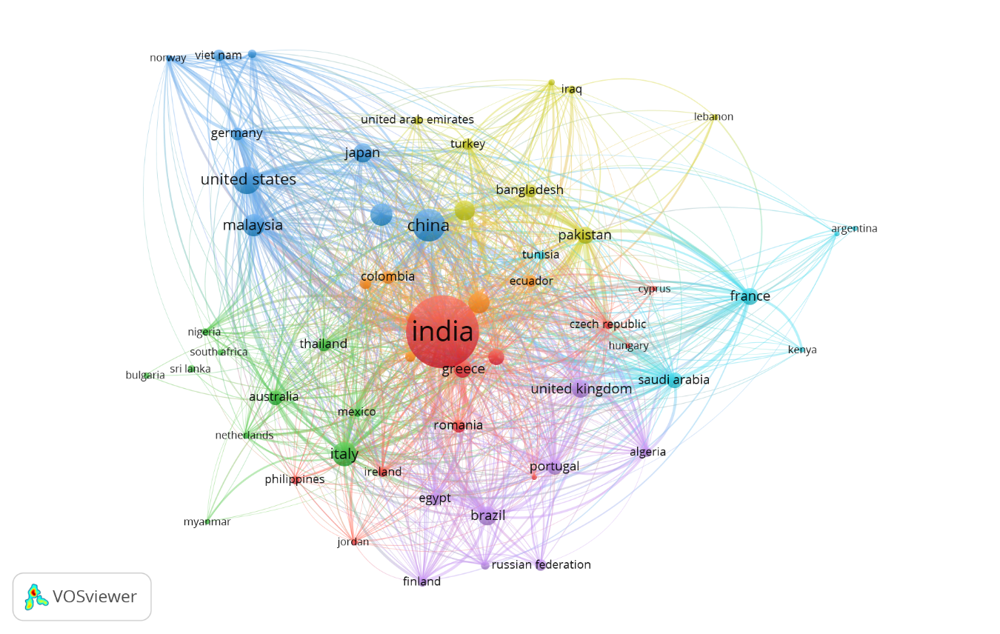 norway
viet nam
iraq
united arab emirates
lebanon
germany
turkey
japan
united states
bangladesh
china
malaysia
argentina
pakistan
tunisia
colombia
ecuador
cyprus
france
czech republic
india
nigeria
thailand
hungary
south africa
kenya
sri lanka
greece
bulgaria
saudi arabia
united kingdom
australia
mexico
romania
netherlands
algeria
italy
portugal
ireland
philippines
egypt
brazil
myanmar
jordan
russian federation
finland
VOSviewer